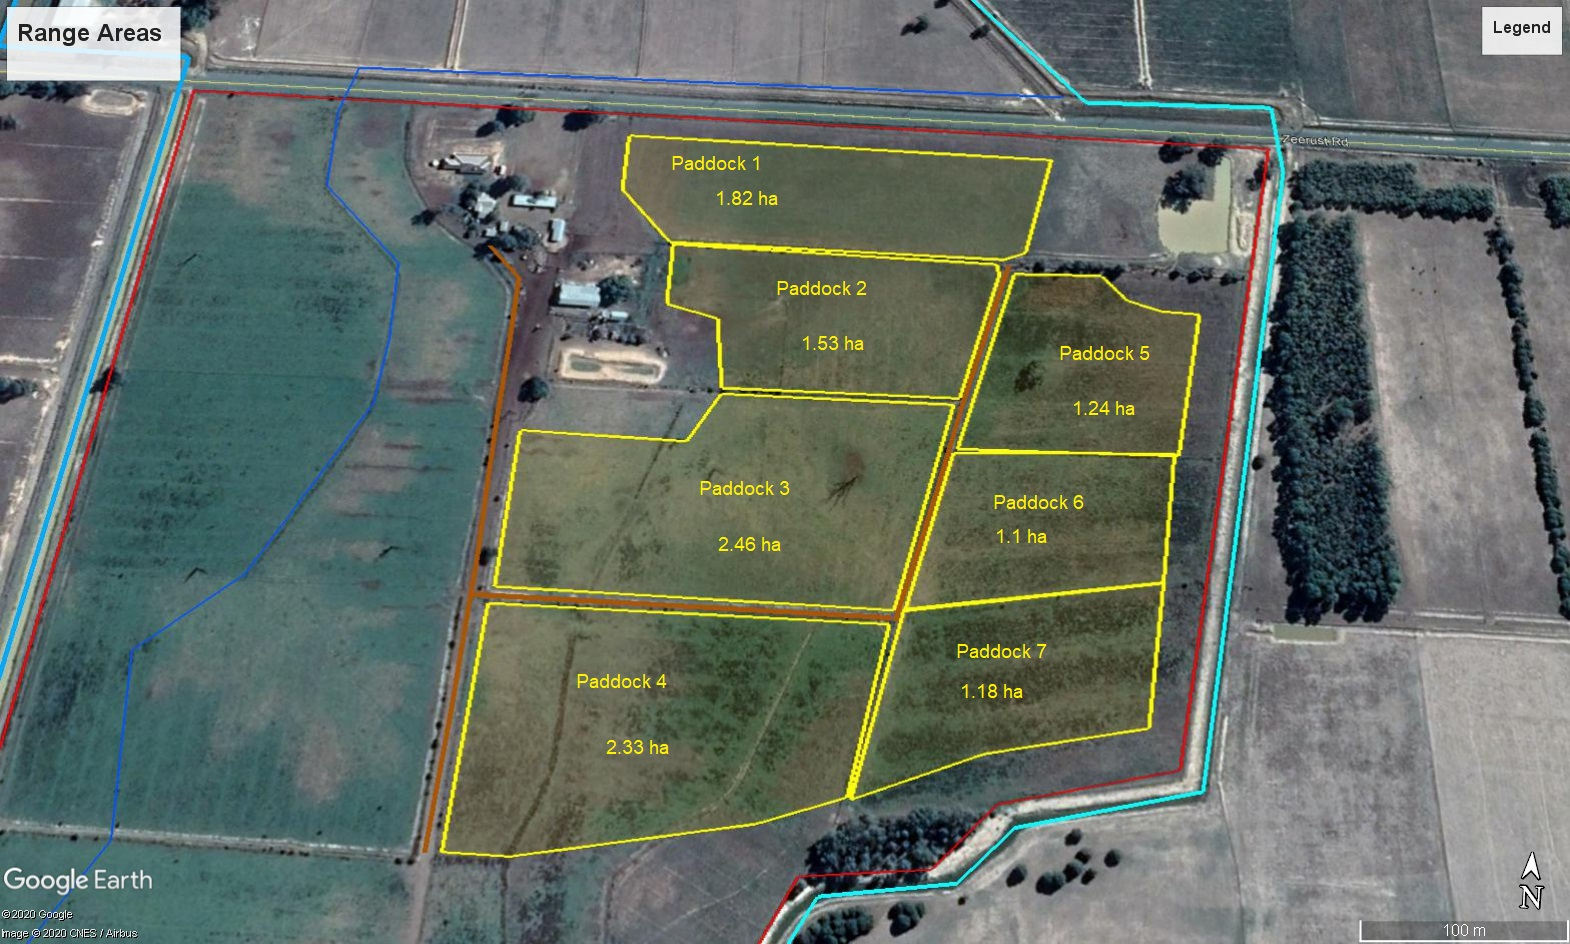 Range Areas
Legend
Zeerust Rd
Paddock 1
1.82 ha
Paddock 2
1.53 ha
Paddock 5
1.24 ha
Paddock 3
2.46 ha
Paddock 6
1.1 ha
Paddock 7
1.18 ha
Paddock 4
2.33 ha
Google Earth
©2020 Google
Image © 2020 CNES / Airbus
N
100 m